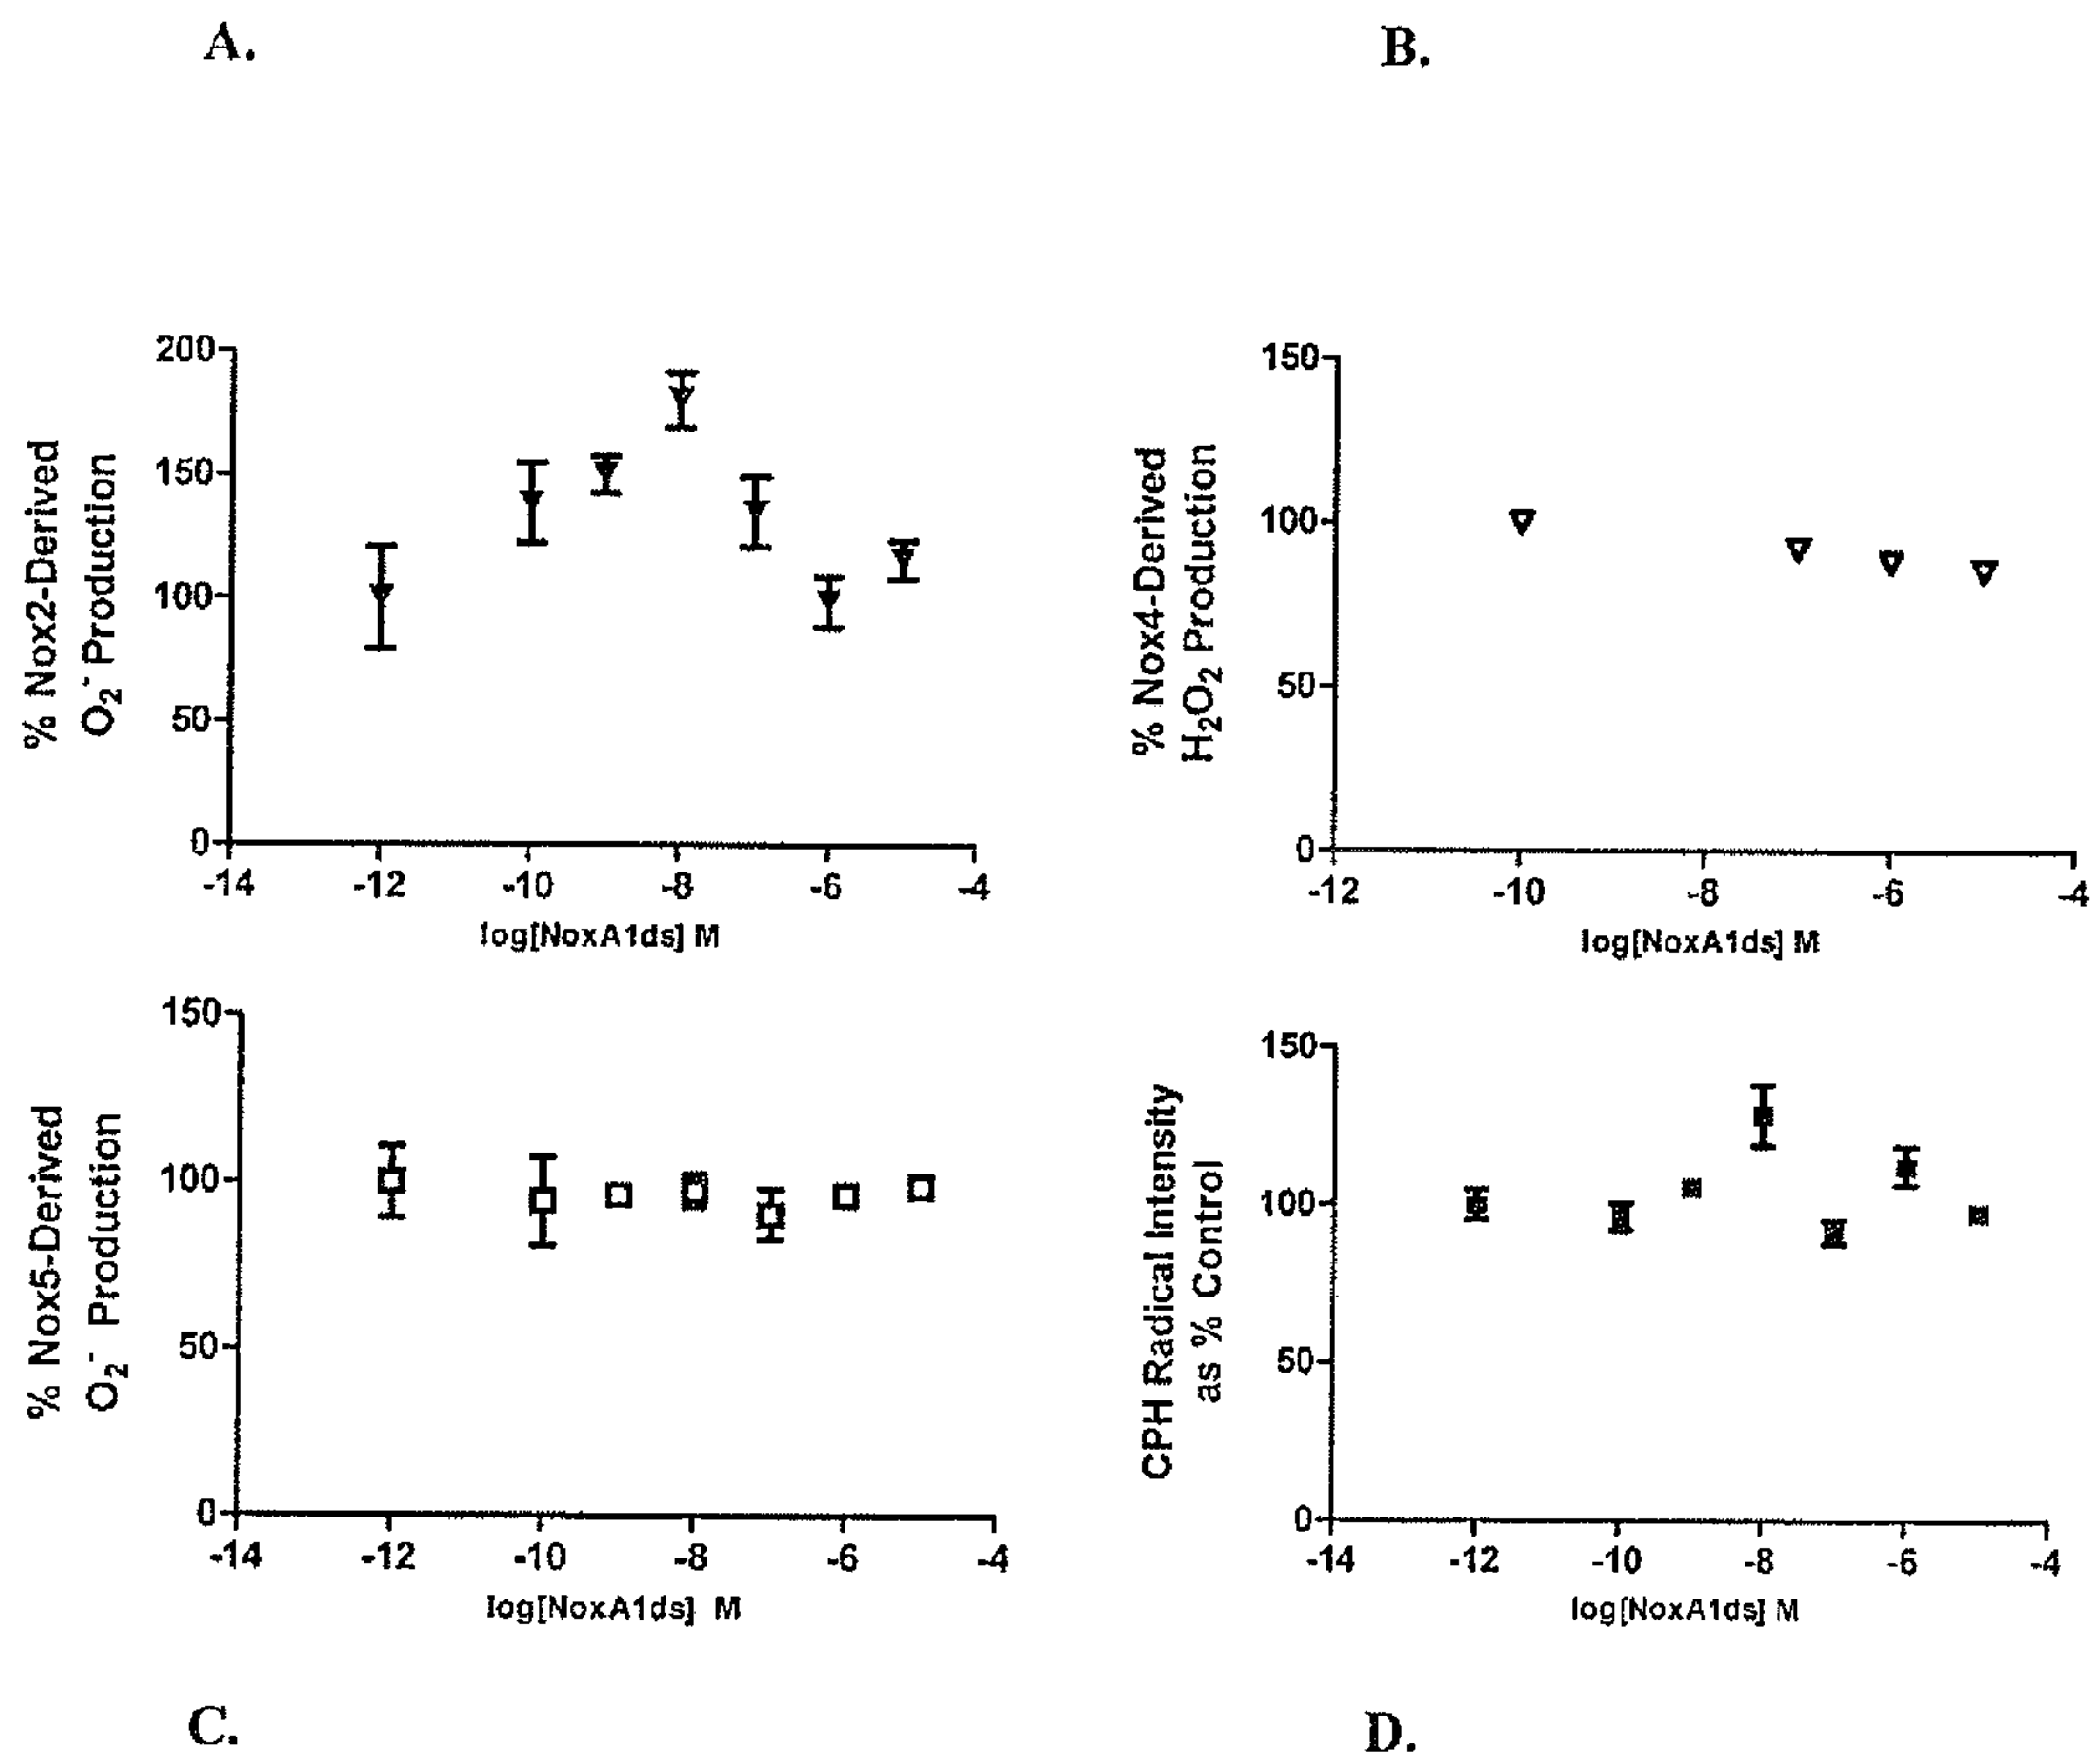 A.
B.
% Nox2-Derived
O₂⁻ Production
200
150
100
50
0
-14
-12
-10
-8
-6
-4
log[NoxA1ds] M
% Nox4-Derived
H₂O₂ Production
150
100
50
0
-12
-10
-8
-6
-4
log[NoxA1ds] M
% Nox5-Derived
O₂⁻ Production
150
100
50
0
-14
-12
-10
-8
-6
-4
log[NoxA1ds] M
CPH Radical Intensity
as % Control
150
100
50
0
-14
-12
-10
-8
-6
-4
log[NoxA1ds] M
C.
D.